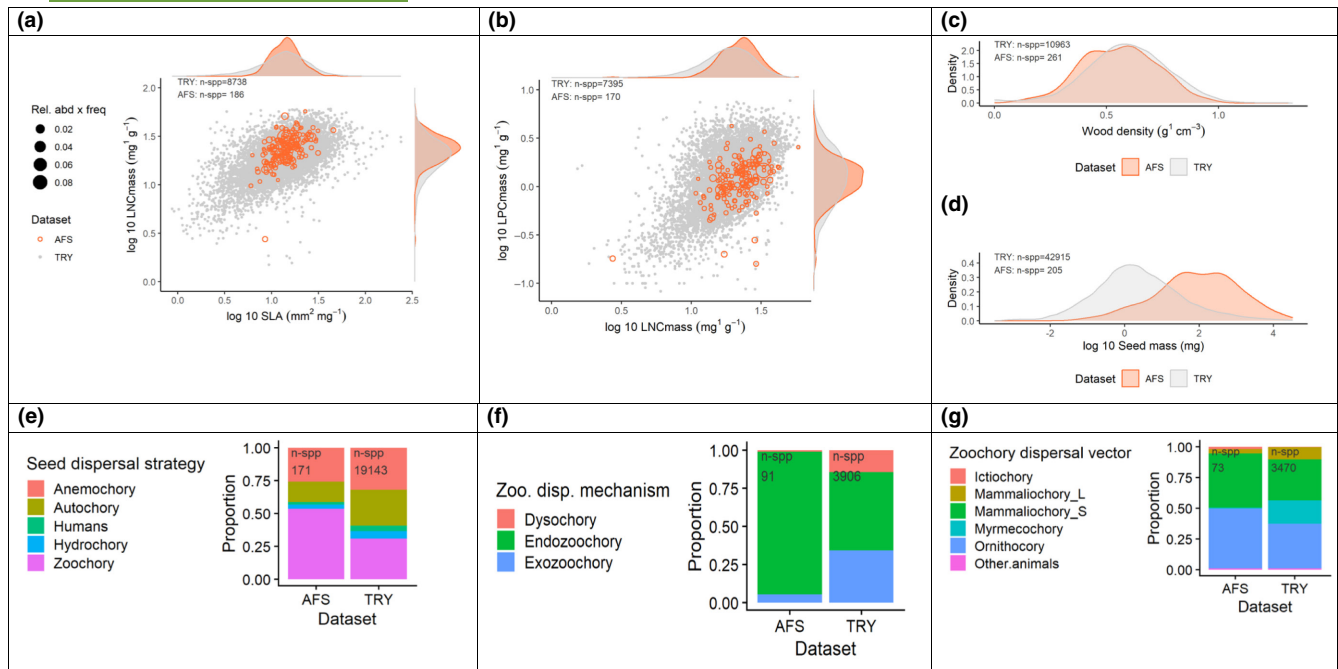 (a)
TRY: n-spp=8738
AFS: n-spp= 186
Rel. abd x freq
0.02
0.04
0.06
0.08
Dataset
AFS
TRY
log 10 LNCmass (mg¹ g⁻¹)
2.0
1.5
1.0
0.5
0.0
0.0 0.5 1.0 1.5 2.0 2.5
log 10 SLA (mm² mg⁻¹)
(b)
TRY: n-spp=7395
AFS: n-spp= 170
log 10 LPCmass (mg¹ g⁻¹)
1.0
0.5
0.0
−0.5
−1.0
0.0 0.5 1.0 1.5
log 10 LNCmass (mg¹ g⁻¹)
(c)
TRY: n-spp=10963
AFS: n-spp= 261
Density
2.0
1.5
1.0
0.5
0.0
0.0 0.5 1.0
Wood density (g¹ cm⁻³)
Dataset AFS TRY
(d)
TRY: n-spp=42915
AFS: n-spp= 205
Density
0.4
0.3
0.2
0.1
0.0
-2 0 2 4
log 10 Seed mass (mg)
Dataset AFS TRY
(e)
Seed dispersal strategy
Anemochory
Autochory
Humans
Hydrochory
Zoochory
Proportion
1.00
0.75
0.50
0.25
0.00
n-spp n-spp
171 19143
AFS TRY
Dataset
(f)
Zoo. disp. mechanism
Dysochory
Endozoochory
Exozoochory
Proportion
1.00
0.75
0.50
0.25
0.00
n-spp n-spp
91 3906
AFS TRY
Dataset
(g)
Zoochory dispersal vector
Ictiochory
Mammaliochory_L
Mammaliochory_S
Myrmecochory
Ornithocory
Other.animals
Proportion
1.00
0.75
0.50
0.25
0.00
n-spp n-spp
73 3470
AFS TRY
Dataset